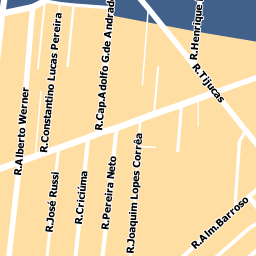 R.Constantino Lucas Pereira
R.Cap.Adolfo G.de Andrade
R.Henrique
R.Tijucas
R.Alberto Werner
R.José Russi
R.Criciúma
R.Pereira Neto
R.Joaquim Lopes Corrêa
R.Alm.Barroso